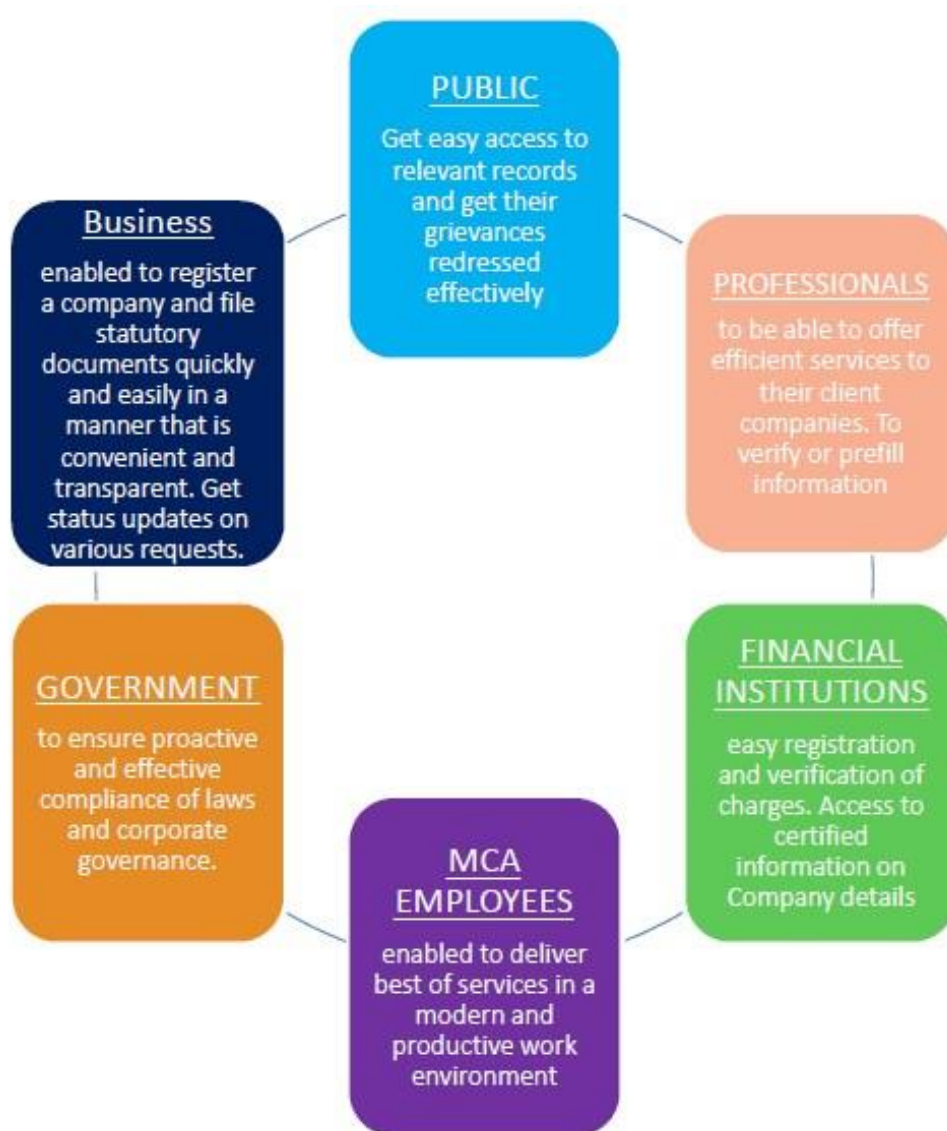 PUBLIC
Get easy access to
relevant records
and get their
grievances
redressed
effectively
PROFESSIONALS
to be able to offer
efficient services to
their client
companies. To
verify or prefill
information
FINANCIAL
INSTITUTIONS
easy registration
and verification of
charges. Access to
certified
information on
Company details
MCA
EMPLOYEES
enabled to deliver
best of services in a
modern and
productive work
environment
GOVERNMENT
to ensure proactive
and effective
compliance of laws
and corporate
governance.
Business
enabled to register
a company and file
statutory
documents quickly
and easily in a
manner that is
convenient and
transparent. Get
status updates on
various requests.